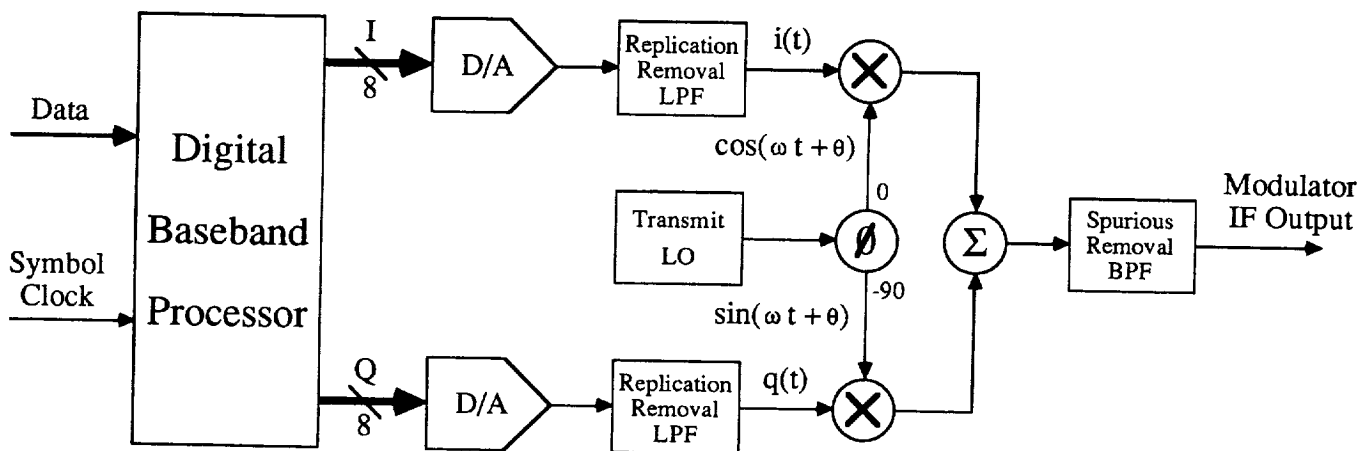 Data
Symbol
Clock
Digital
Baseband
Processor
I
8
D/A
Replication
Removal
LPF
i(t)
cos(ω t + θ)
0
Transmit
LO
Ø
-90
sin(ω t + θ)
Q
8
D/A
Replication
Removal
LPF
q(t)
Σ
Spurious
Removal
BPF
Modulator
IF Output